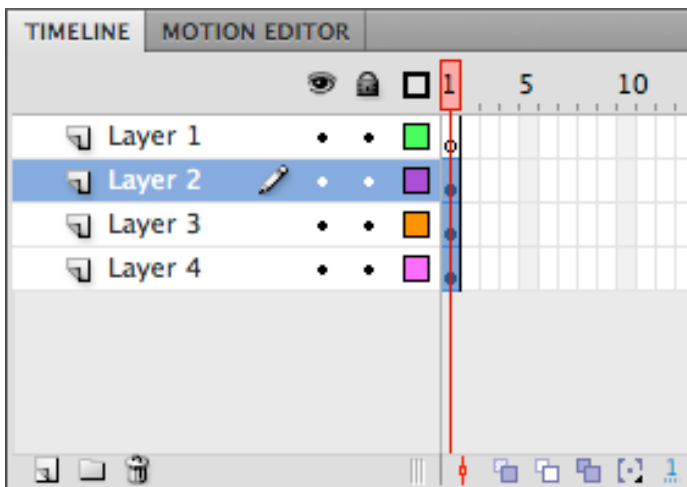 TIMELINE MOTION EDITOR
1 5 10
Layer 1
Layer 2
Layer 3
Layer 4
1